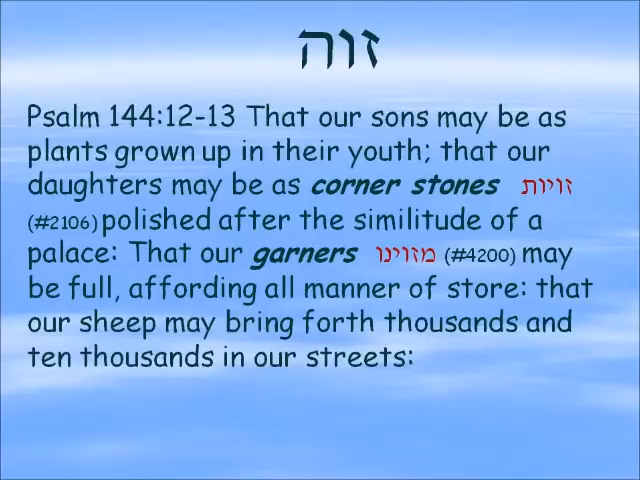 זוה
Psalm 144:12-13 That our sons may be as
plants grown up in their youth; that our
daughters may be as corner stones זויות
(#2106) polished after the similitude of a
palace: That our garners מזוינו (#4200) may
be full, affording all manner of store: that
our sheep may bring forth thousands and
ten thousands in our streets: